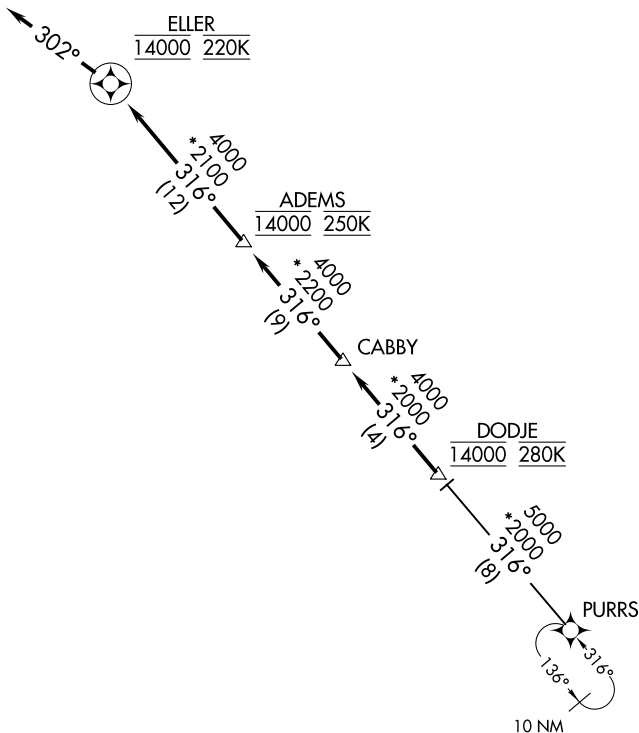 302°
ELLER
14000 220K
4000
*2100
316°
(12)
ADEMS
14000 250K
4000
*2200
316°
(9)
CABBY
4000
*2000
316°
(4)
DODJE
14000 280K
5000
*2000
316°
(8)
PURRS
316°
136°
10 NM